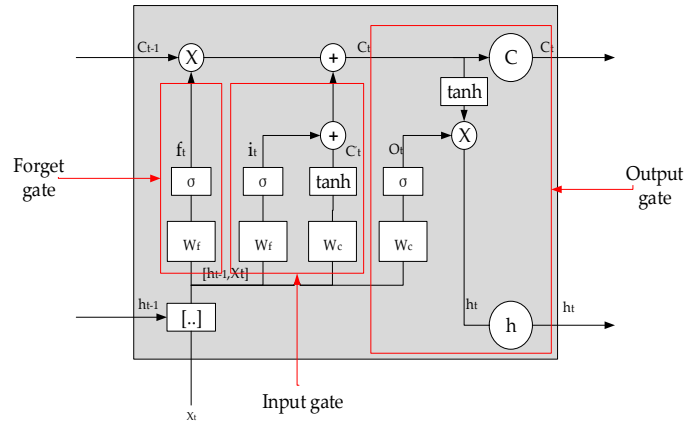 Ct-1 X + Ct C Ct
tanh
ft it + C't Ot X
Forget gate
σ σ tanh σ
Output gate
Wf Wf Wc Wc
[ht-1,Xt]
ht-1 [..] ht h ht
Input gate
Xt